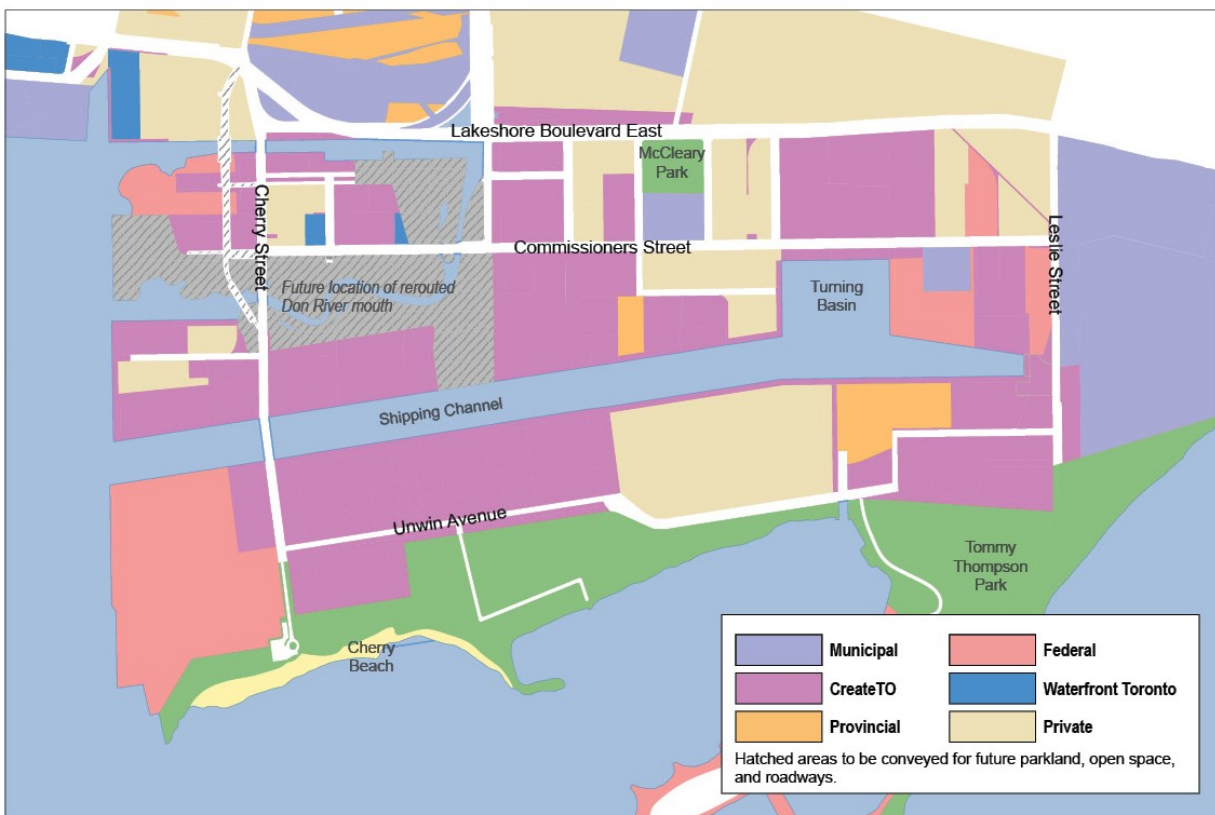 Lakeshore Boulevard East
McCleary
Park
Cherry Street
Commissioners Street
Leslie Street
Future location of rerouted
Don River mouth
Turning
Basin
Shipping Channel
Unwin Avenue
Tommy
Thompson
Park
Cherry
Beach
Municipal
Federal
CreateTO
Waterfront Toronto
Provincial
Private
Hatched areas to be conveyed for future parkland, open space,
and roadways.